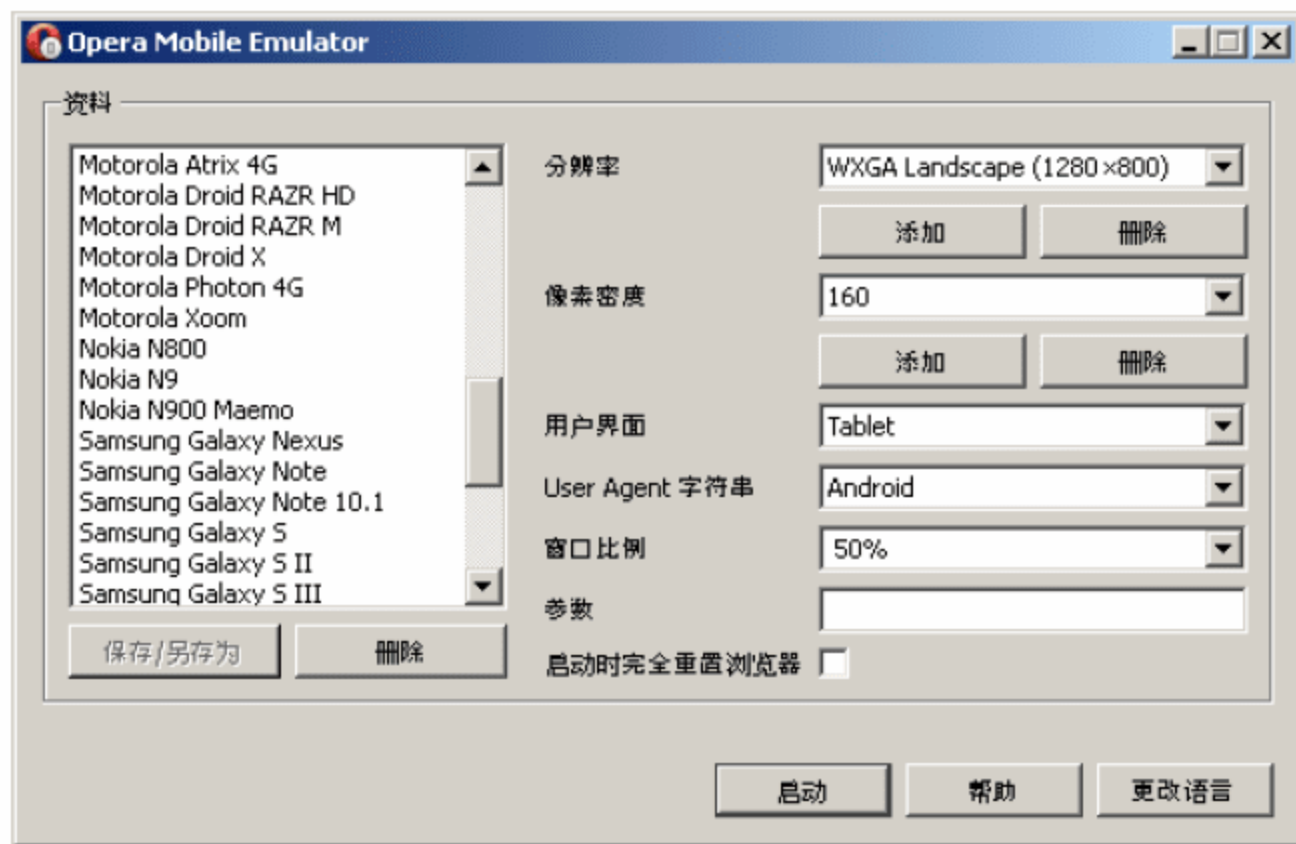 Opera Mobile Emulator
资料
Motorola Atrix 4G
Motorola Droid RAZR HD
Motorola Droid RAZR M
Motorola Droid X
Motorola Photon 4G
Motorola Xoom
Nokia N800
Nokia N9
Nokia N900 Maemo
Samsung Galaxy Nexus
Samsung Galaxy Note
Samsung Galaxy Note 10.1
Samsung Galaxy S
Samsung Galaxy S II
Samsung Galaxy S III
保存/另存为 删除
分辨率 WXGA Landscape (1280×800)
添加 删除
像素密度 160
添加 删除
用户界面 Tablet
User Agent 字符串 Android
窗口比例 50%
参数
启动时完全重置浏览器
启动 帮助 更改语言